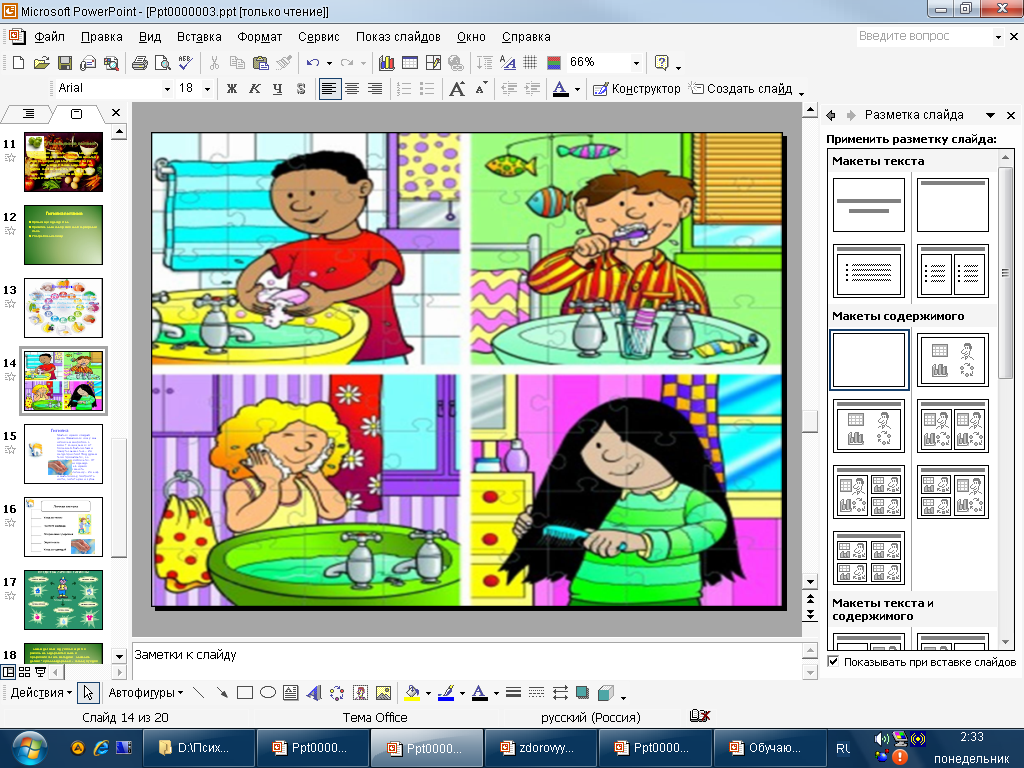 Microsoft PowerPoint - [Ppt0000003.ppt [только чтение]]
Файл Правка Вид Вставка Формат Сервис Показ слайдов Окно Справка
Введите вопрос
66%
Arial 18 Ж К Ч S
Конструктор Создать слайд
Разметка слайда
Применить разметку слайда:
Макеты текста
Макеты содержимого
Макеты текста и
содержимого
Показывать при вставке слайдов
11
12
13
14
15
16
17
18
Заметки к слайду
Действия Автофигуры
Слайд 14 из 20 Тема Office русский (Россия)
D:\Псих... Ppt0000... Ppt0000... zdorovyy... Ppt0000... Обучаю...
RU
2:33
понедельник